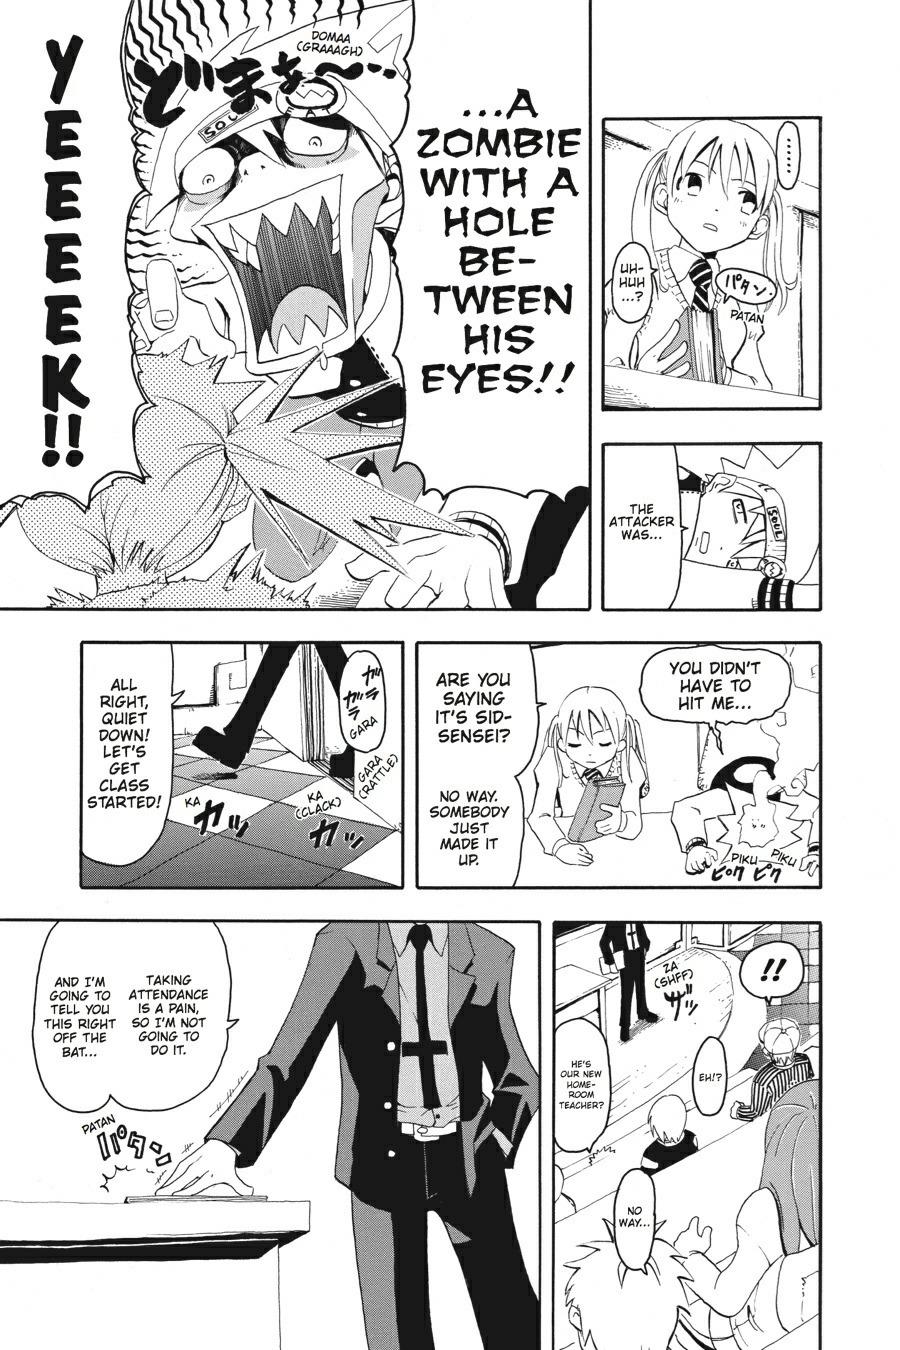 ........
UH-
HUH
...?
パタン
PATAN
THE
ATTACKER
WAS...
SOUL
...A
ZOMBIE
WITH A
HOLE
BE-
TWEEN
HIS
EYES!!
DOMAA
(GRAAAGH)
どまぁ〜〜・・
SOUL
YEEEEEK!!
YOU DIDN'T
HAVE TO
HIT ME...
ピク ピク
PIKU
PIKU
ARE YOU
SAYING
IT'S SID-
SENSEI?
NO WAY.
SOMEBODY
JUST
MADE IT
UP.
ガラ
ガラ
GARA
GARA
(RATTLE)
カッ
KA
(CLACK)
カッ
KA
ALL
RIGHT,
QUIET
DOWN!
LET'S
GET
CLASS
STARTED!
!!
ZA
(SHFF)
ザッ
EH!?
HE'S
OUR NEW
HOME-
ROOM
TEACHER?
NO
WAY...
TAKING
ATTENDANCE
IS A PAIN,
SO I'M NOT
GOING TO
DO IT.
AND I'M
GOING TO
TELL YOU
THIS RIGHT
OFF THE
BAT...
PATAN
パタン